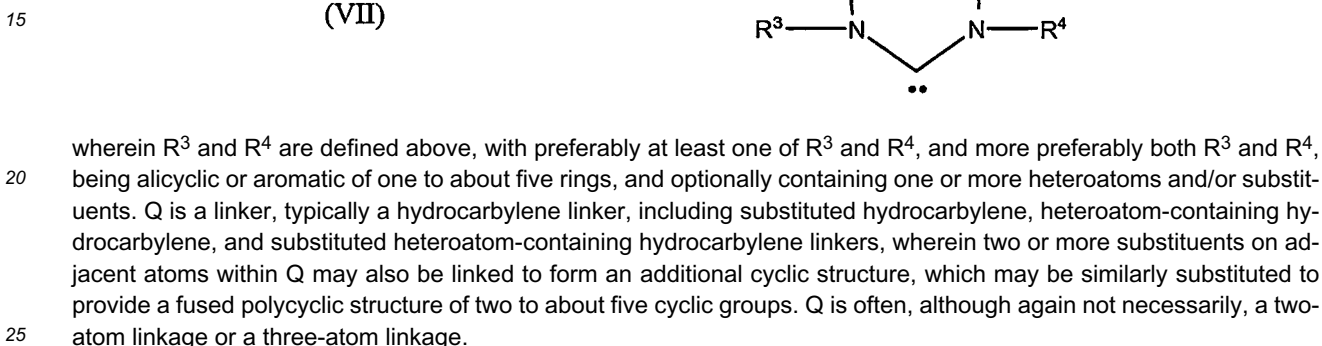 15
(VII)
R³ N N R⁴
wherein R³ and R⁴ are defined above, with preferably at least one of R³ and R⁴, and more preferably both R³ and R⁴,
20 being alicyclic or aromatic of one to about five rings, and optionally containing one or more heteroatoms and/or substit-
uents. Q is a linker, typically a hydrocarbylene linker, including substituted hydrocarbylene, heteroatom-containing hy-
drocarbylene, and substituted heteroatom-containing hydrocarbylene linkers, wherein two or more substituents on ad-
jacent atoms within Q may also be linked to form an additional cyclic structure, which may be similarly substituted to
provide a fused polycyclic structure of two to about five cyclic groups. Q is often, although again not necessarily, a two-
25 atom linkage or a three-atom linkage.